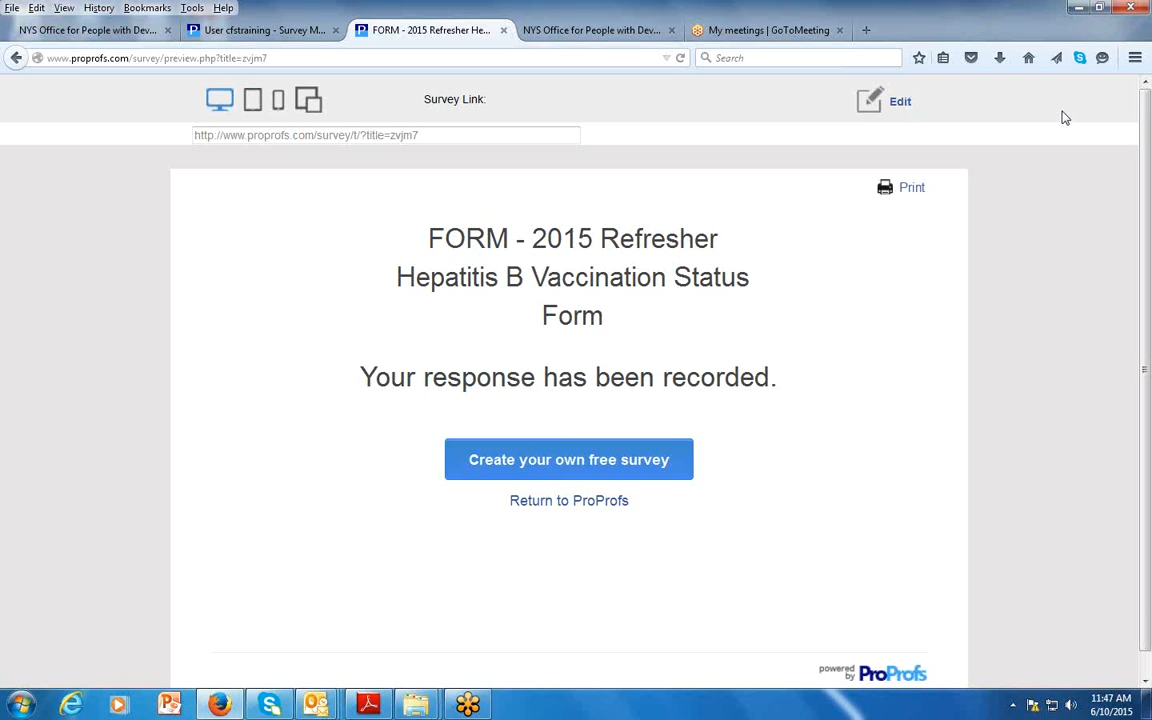 File Edit View History Bookmarks Tools Help
NYS Office for People with Dev... × User cfstraining - Survey M... × FORM - 2015 Refresher He... × NYS Office for People with Dev... × My meetings | GoToMeeting × +
www.proprofs.com/survey/preview.php?title=zvjm7
Search
Survey Link:
Edit
http://www.proprofs.com/survey/t/?title=zvjm7
Print
FORM - 2015 Refresher
Hepatitis B Vaccination Status
Form
Your response has been recorded.
Create your own free survey
Return to ProProfs
powered
by ProProfs
11:47 AM
6/10/2015